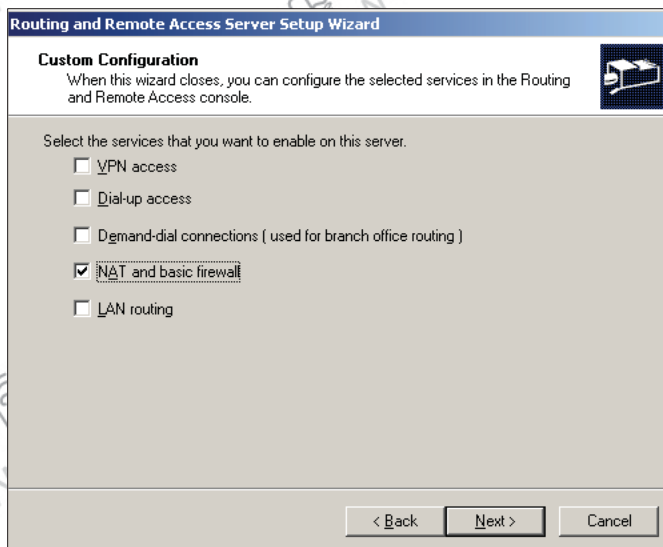 Routing and Remote Access Server Setup Wizard
Custom Configuration
When this wizard closes, you can configure the selected services in the Routing
and Remote Access console.
Select the services that you want to enable on this server.
VPN access
Dial-up access
Demand-dial connections ( used for branch office routing )
NAT and basic firewall
LAN routing
< Back
Next >
Cancel